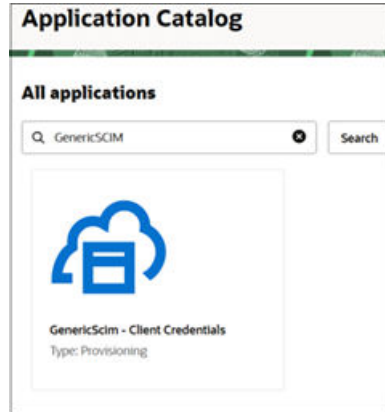 Application Catalog
All applications
GenericSCIM
Search
GenericScim - Client Credentials
Type: Provisioning